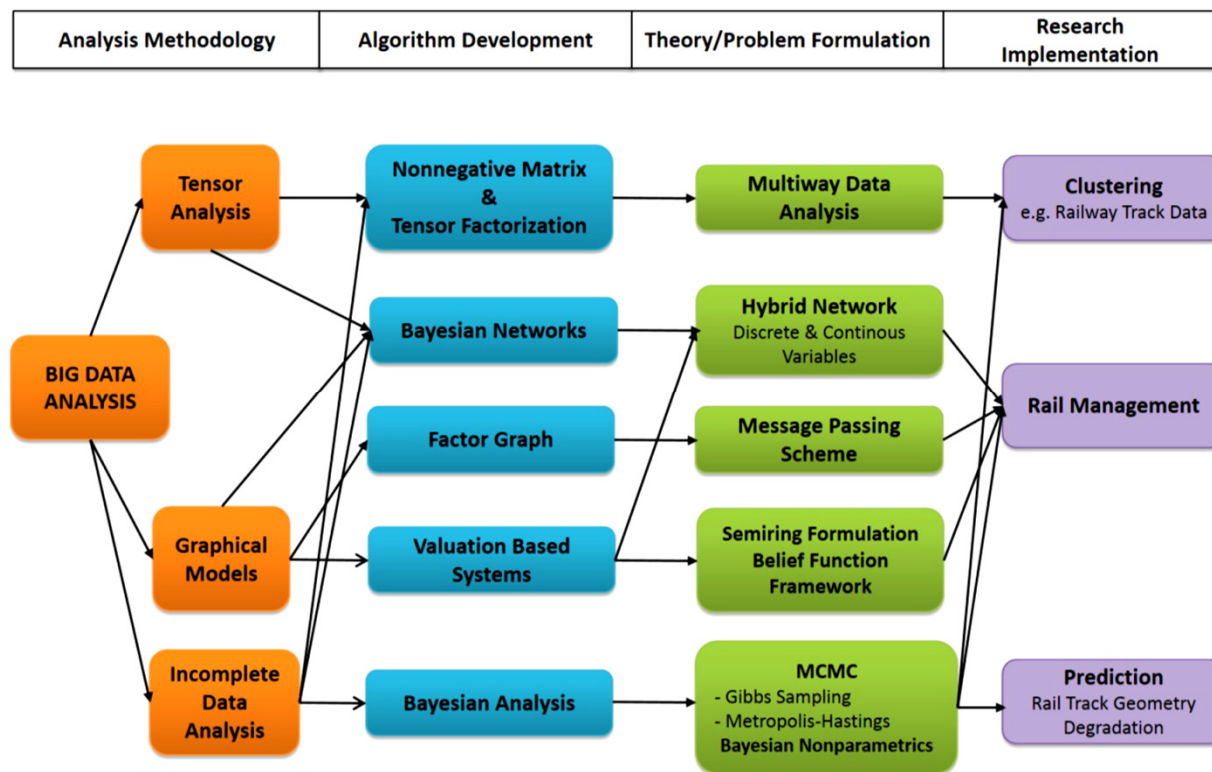 Analysis Methodology
Algorithm Development
Theory/Problem Formulation
Research
Implementation
BIG DATA
ANALYSIS
Tensor
Analysis
Graphical
Models
Incomplete
Data
Analysis
Nonnegative Matrix
&
Tensor Factorization
Bayesian Networks
Factor Graph
Valuation Based
Systems
Bayesian Analysis
Multiway Data
Analysis
Hybrid Network
Discrete & Continous
Variables
Message Passing
Scheme
Semiring Formulation
Belief Function
Framework
MCMC
- Gibbs Sampling
- Metropolis-Hastings
Bayesian Nonparametrics
Clustering
e.g. Railway Track Data
Rail Management
Prediction
Rail Track Geometry
Degradation